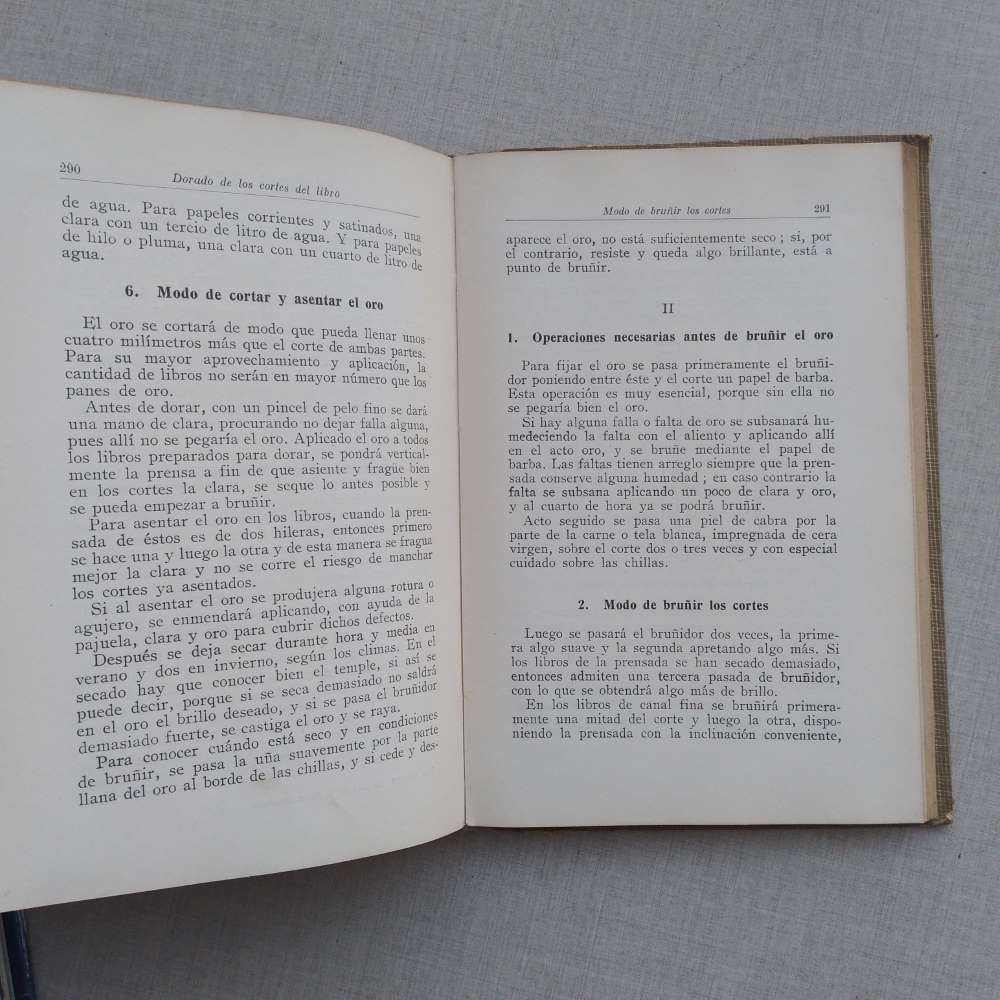 290
Dorado de los cortes del libro
de agua. Para papeles corrientes y satinados, una
clara con un tercio de litro de agua. Y para papeles
de hilo o pluma, una clara con un cuarto de litro de
agua.
6. Modo de cortar y asentar el oro
El oro se cortará de modo que pueda llenar unos
cuatro milímetros más que el corte de ambas partes.
Para su mayor aprovechamiento y aplicación, la
cantidad de libros no serán en mayor número que los
panes de oro.
Antes de dorar, con un pincel de pelo fino se dará
una mano de clara, procurando no dejar falla alguna,
pues allí no se pegaría el oro. Aplicado el oro a todos
los libros preparados para dorar, se pondrá vertical-
mente la prensa a fin de que asiente y fragüe bien
en los cortes la clara, se seque lo antes posible y
se pueda empezar a bruñir.
Para asentar el oro en los libros, cuando la pren-
sada de éstos es de dos hileras, entonces primero
se hace una y luego la otra y de esta manera se fragua
mejor la clara y no se corre el riesgo de manchar
los cortes ya asentados.
Si al asentar el oro se produjera alguna rotura o
agujero, se enmendará aplicando, con ayuda de la
pajuela, clara y oro para cubrir dichos defectos.
Después se deja secar durante hora y media en
verano y dos en invierno, según los climas. En el
secado hay que conocer bien el temple, si así se
puede decir, porque si se seca demasiado no saldrá
en el oro el brillo deseado, y si se pasa el bruñidor
demasiado fuerte, se castiga el oro y se raya.
Para conocer cuándo está seco y en condiciones
de bruñir, se pasa la uña suavemente por la parte
llana del oro al borde de las chillas, y si cede y des-
Modo de bruñir los cortes
291
aparece el oro, no está suficientemente seco ; si, por
el contrario, resiste y queda algo brillante, está a
punto de bruñir.
II
1. Operaciones necesarias antes de bruñir el oro
Para fijar el oro se pasa primeramente el bruñi-
dor poniendo entre éste y el corte un papel de barba.
Esta operación es muy esencial, porque sin ella no
se pegaría bien el oro.
Si hay alguna falla o falta de oro se subsanará hu-
medeciendo la falta con el aliento y aplicando allí
en el acto oro, y se bruñe mediante el papel de
barba. Las faltas tienen arreglo siempre que la pren-
sada conserve alguna humedad ; en caso contrario la
falta se subsana aplicando un poco de clara y oro,
y al cuarto de hora ya se podrá bruñir.
Acto seguido se pasa una piel de cabra por la
parte de la carne o tela blanca, impregnada de cera
virgen, sobre el corte dos o tres veces y con especial
cuidado sobre las chillas.
2. Modo de bruñir los cortes
Luego se pasará el bruñidor dos veces, la prime-
ra algo suave y la segunda apretando algo más. Si
los libros de la prensada se han secado demasiado,
entonces admiten una tercera pasada de bruñidor,
con lo que se obtendrá algo más de brillo.
En los libros de canal fina se bruñirá primera-
mente una mitad del corte y luego la otra, dispo-
niendo la prensada con la inclinación conveniente,